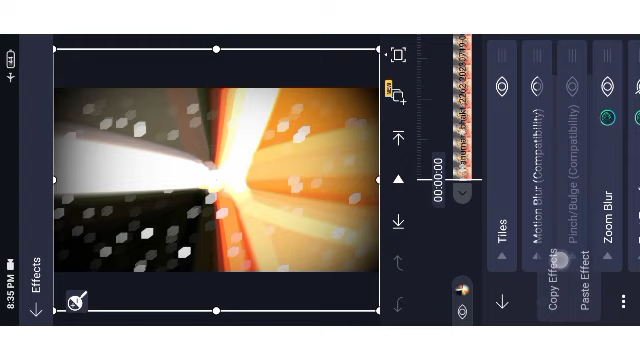 8:35 PM
44
Effects
00:00:00
Tiles
Motion Blur (Compatibility)
Pinch/Bulge (Compatibility)
Zoom Blur
Copy Effects
Paste Effect